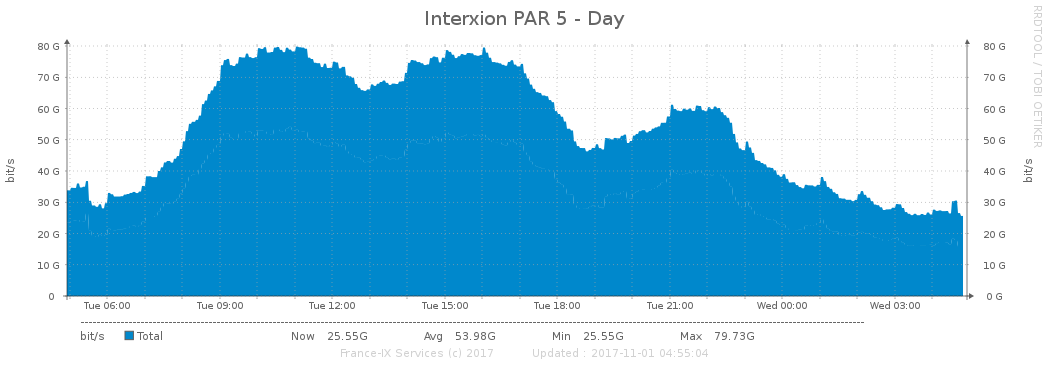 Interxion PAR 5 - Day
RRDTOOL / TOBI OETIKER
bit/s
bit/s
80 G 80 G
70 G 70 G
60 G 60 G
50 G 50 G
40 G 40 G
30 G 30 G
20 G 20 G
10 G 10 G
0 0 G
Tue 06:00 Tue 09:00 Tue 12:00 Tue 15:00 Tue 18:00 Tue 21:00 Wed 00:00 Wed 03:00
bit/s Total Now 25.55G Avg 53.98G Min 25.55G Max 79.73G
France-IX Services (c) 2017 Updated : 2017-11-01 04:55:04